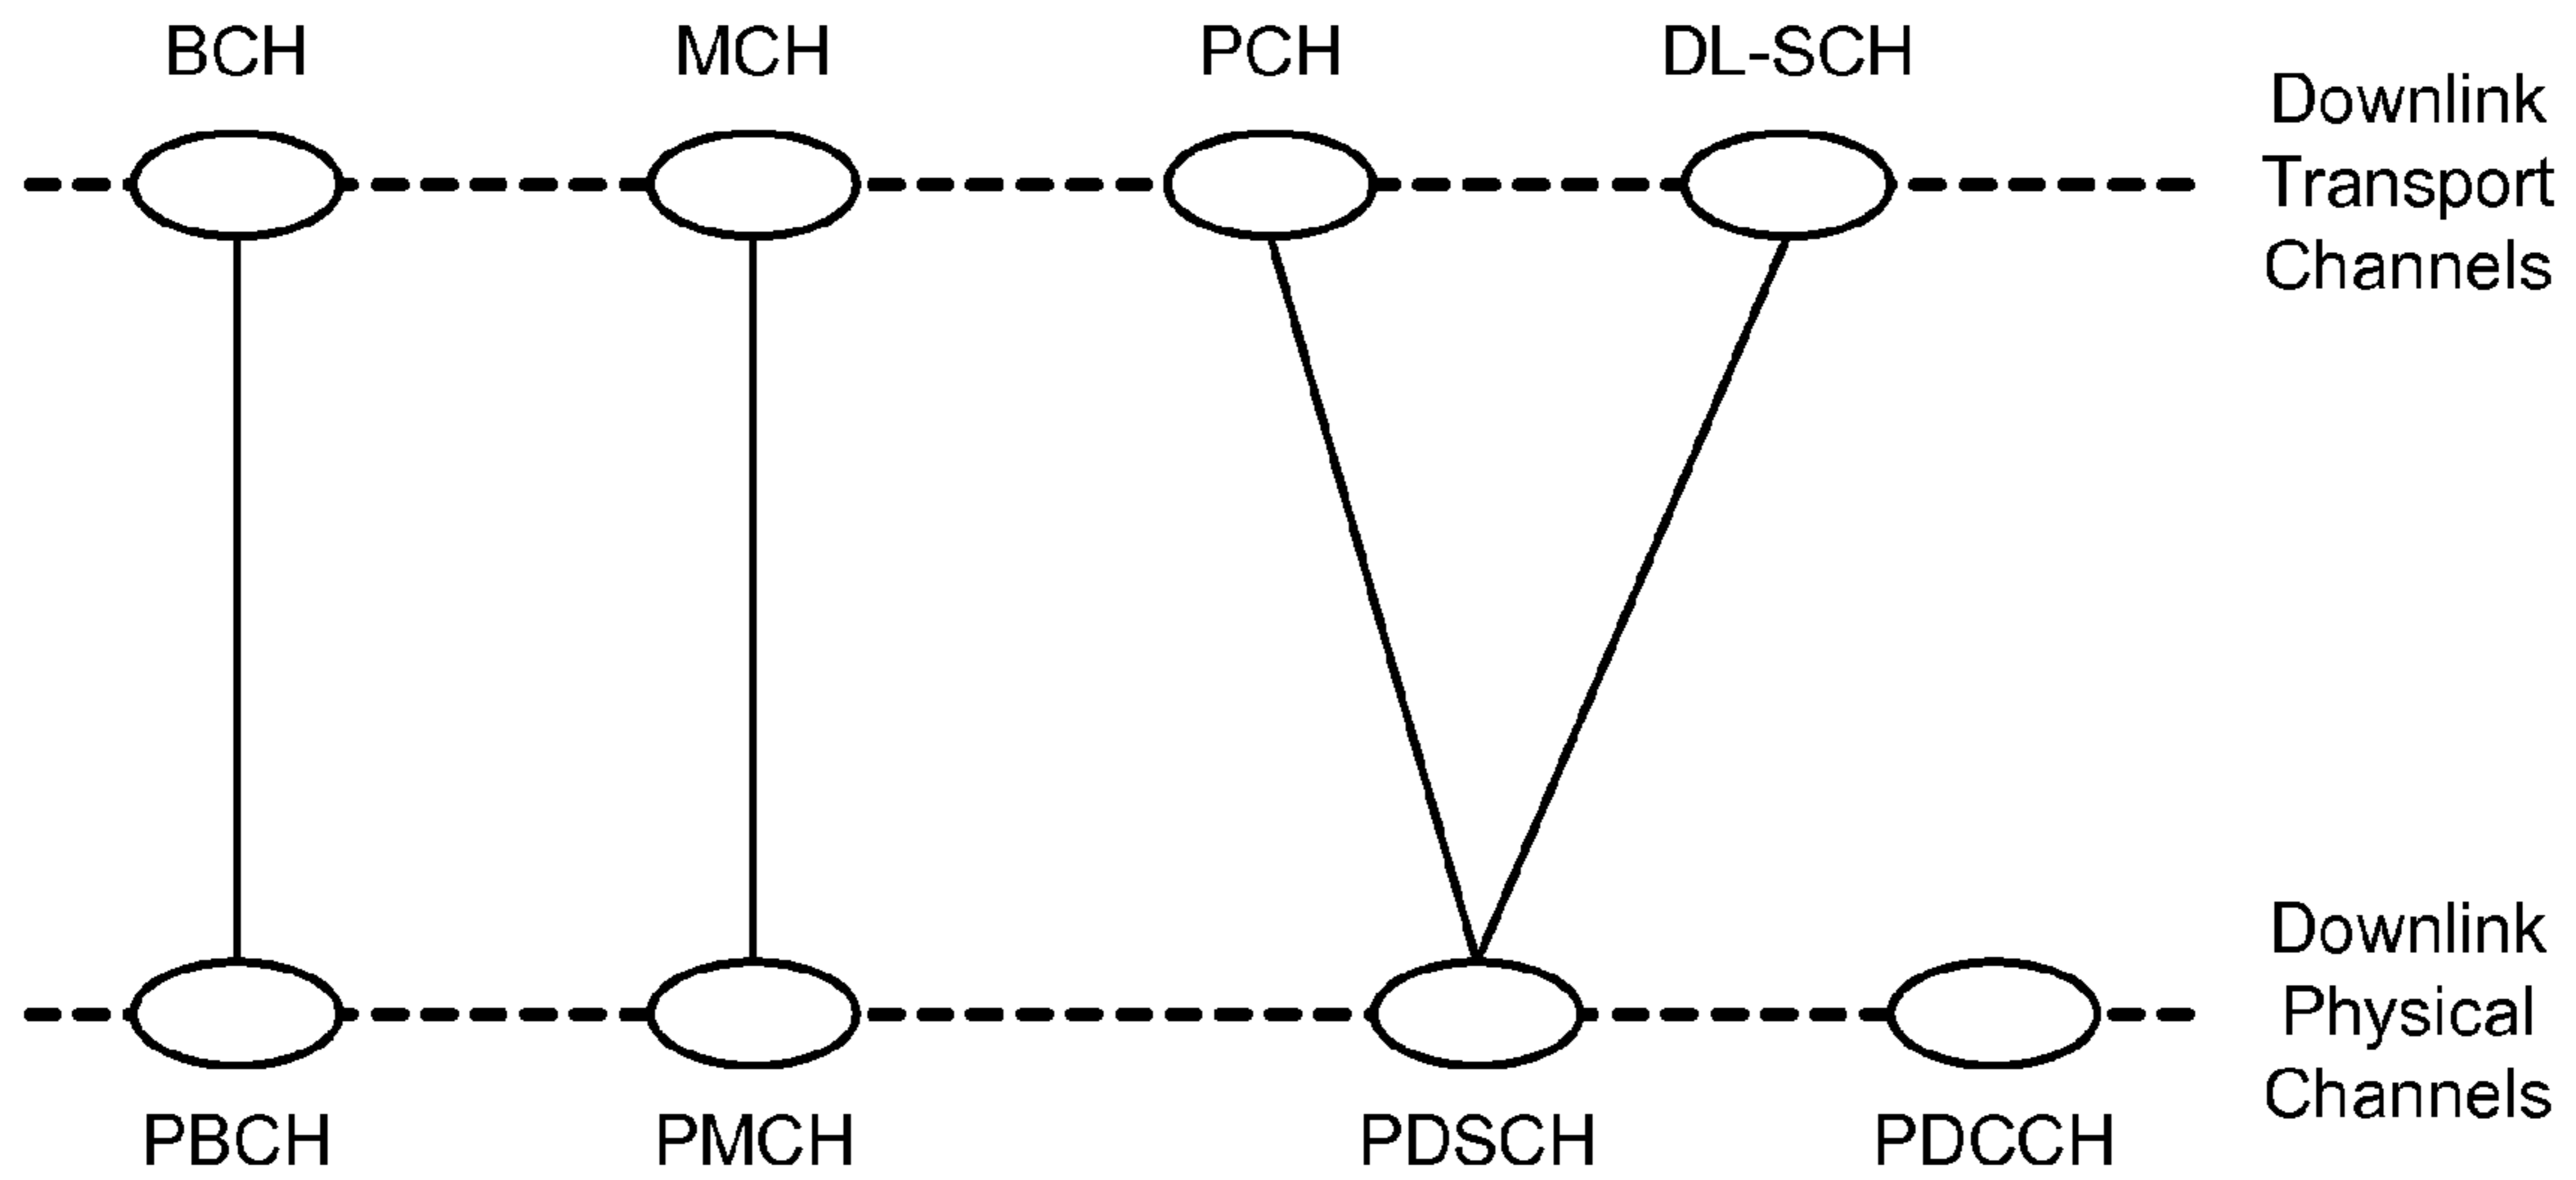 BCH
MCH
PCH
DL-SCH
Downlink
Transport
Channels
Downlink
Physical
Channels
PBCH
PMCH
PDSCH
PDCCH